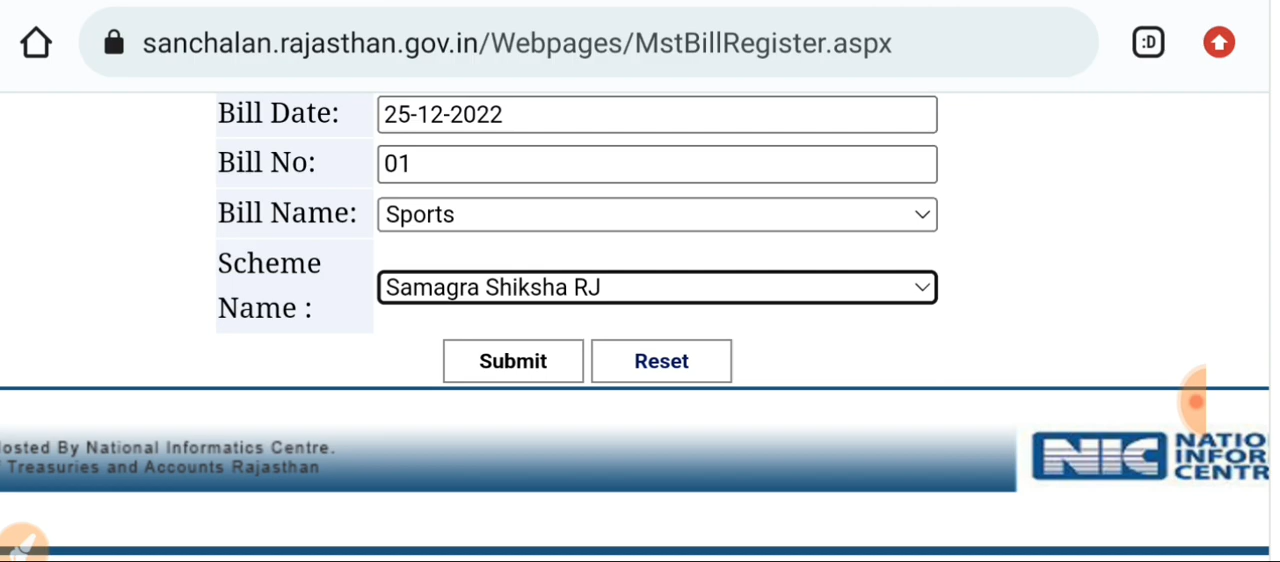 sanchalan.rajasthan.gov.in/Webpages/MstBillRegister.aspx
:D
Bill Date: 25-12-2022
Bill No: 01
Bill Name: Sports
Scheme
Name : Samagra Shiksha RJ
Submit Reset
osted By National Informatics Centre.
Treasuries and Accounts Rajasthan
NIC
NATIO
INFOR
CENTR